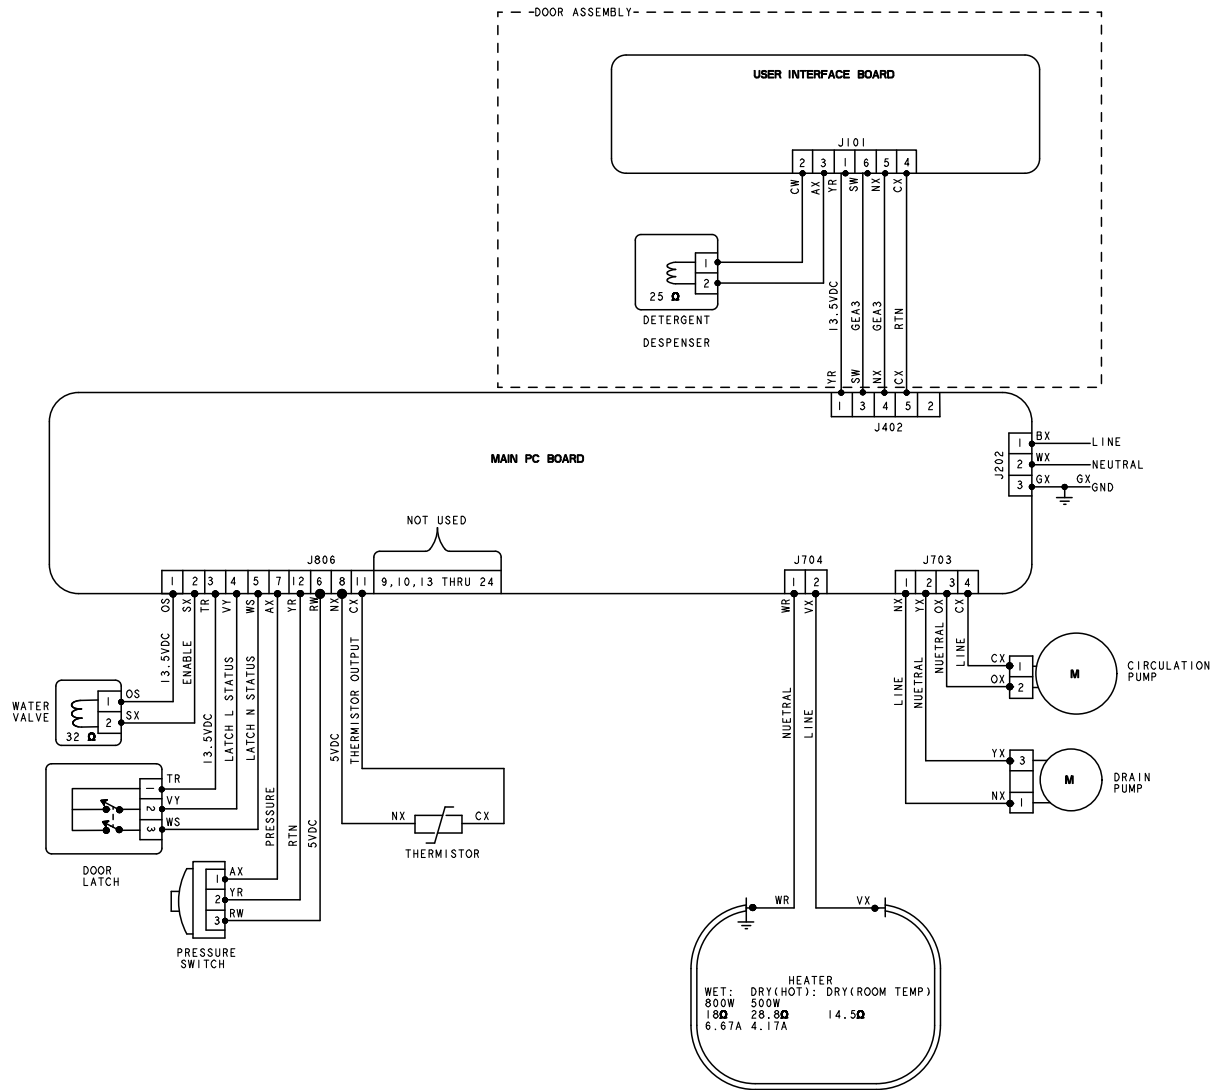 DOOR ASSEMBLY
USER INTERFACE BOARD
J101
2 3 1 6 5 4
CW AX YR SW NX CX
1
2
25 Ω
DETERGENT
DESPENSER
13.5VDC GEA3 GEA3 RTN
YR SW NX CX
1 3 4 5 2
J402
MAIN PC BOARD
J202
1 BX LINE
2 WX NEUTRAL
3 GX GX GND
NOT USED
J806
1 2 3 4 5 7 12 6 8 11 9,10,13 THRU 24
OS SX TR VY WS AX YR RW NX CX
J704
1 2
WR VX
J703
1 2 3 4
NX YX OX CX
13.5VDC
ENABLE
13.5VDC
LATCH L STATUS
LATCH N STATUS
PRESSURE
RTN
5VDC
5VDC
THERMISTOR OUTPUT
NUETRAL
LINE
LINE
NUETRAL
NUETRAL
LINE
WATER
VALVE
1 OS
2 SX
32 Ω
1 TR
2 VY
3 WS
DOOR
LATCH
1 AX
2 YR
3 RW
PRESSURE
SWITCH
NX CX
THERMISTOR
CX 1
OX 2
M
CIRCULATION
PUMP
YX 3
NX 1
M
DRAIN
PUMP
WR VX
HEATER
WET: DRY(HOT): DRY(ROOM TEMP)
800W 500W
18Ω 28.8Ω 14.5Ω
6.67A 4.17A